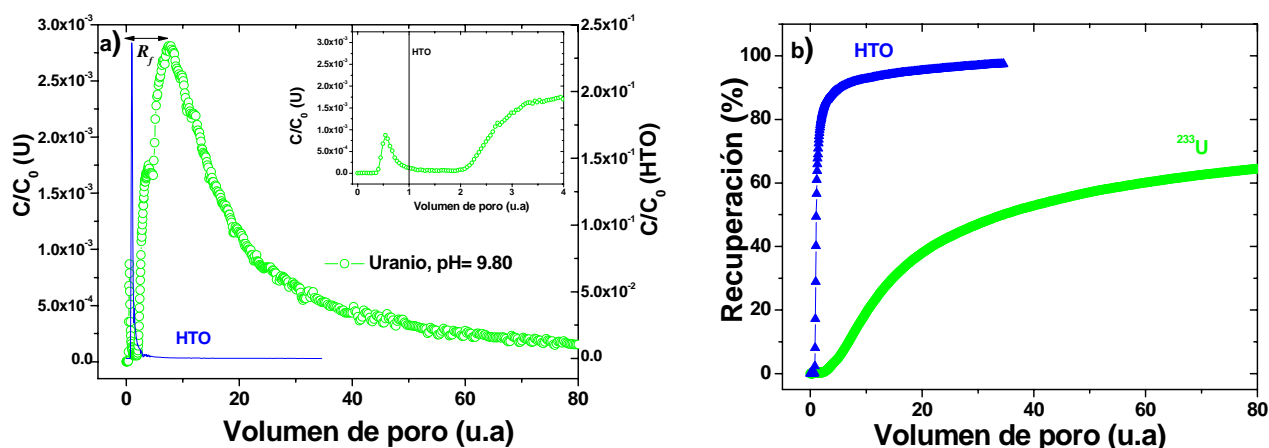 a)
R_f
C/C₀ (U)
3.0x10⁻³
2.5x10⁻³
2.0x10⁻³
1.5x10⁻³
1.0x10⁻³
5.0x10⁻⁴
0.0
0 20 40 60 80
Volumen de poro (u.a)
2.5x10⁻¹
2.0x10⁻¹
1.5x10⁻¹
1.0x10⁻¹
5.0x10⁻²
0.0
C/C₀ (HTO)
Uranio, pH= 9.80
HTO
C/C₀ (U)
3.0x10⁻³
2.5x10⁻³
2.0x10⁻³
1.5x10⁻³
1.0x10⁻³
5.0x10⁻⁴
0.0
HTO
0 1 2 3 4
Volumen de poro (u.a)
b)
HTO
²³³U
Recuperación (%)
100
80
60
40
20
0
0 20 40 60 80
Volumen de poro (u.a)